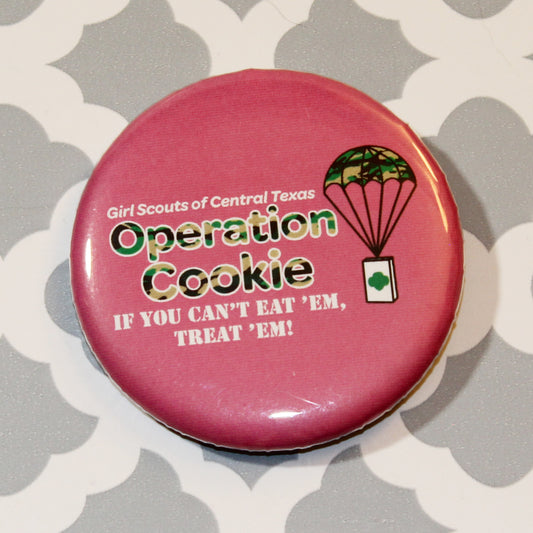 Girl Scouts of Central Texas
Operation
Cookie
IF YOU CAN'T EAT 'EM,
TREAT 'EM!